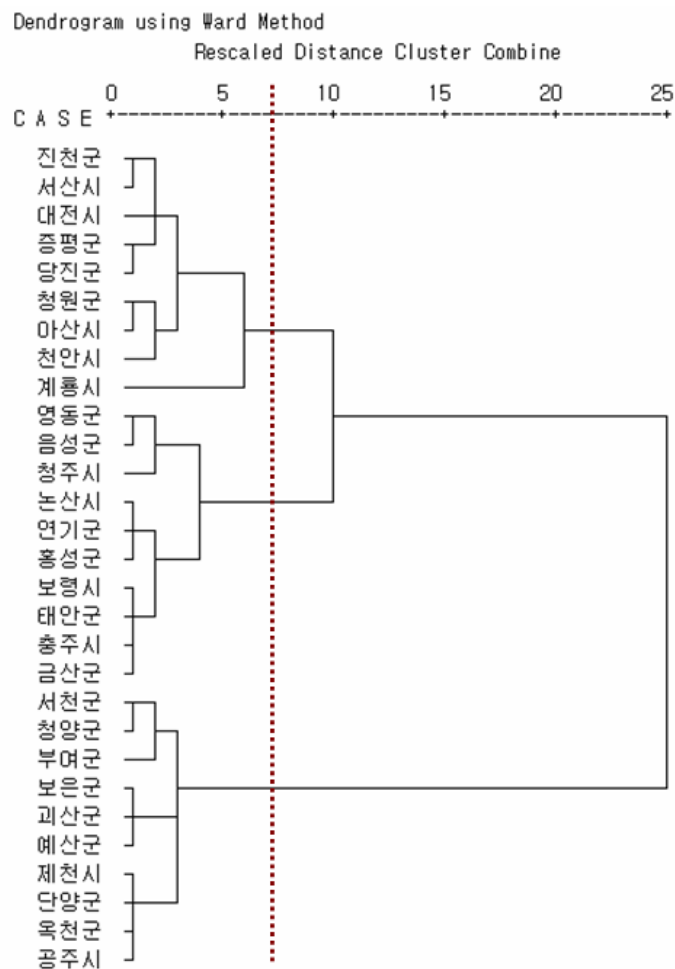 Dendrogram using Ward Method
Rescaled Distance Cluster Combine
0 5 10 15 20 25
C A S E
진천군
서산시
대전시
증평군
당진군
청원군
아산시
천안시
계룡시
영동군
음성군
청주시
논산시
연기군
홍성군
보령시
태안군
충주시
금산군
서천군
청양군
부여군
보은군
괴산군
예산군
제천시
단양군
옥천군
공주시